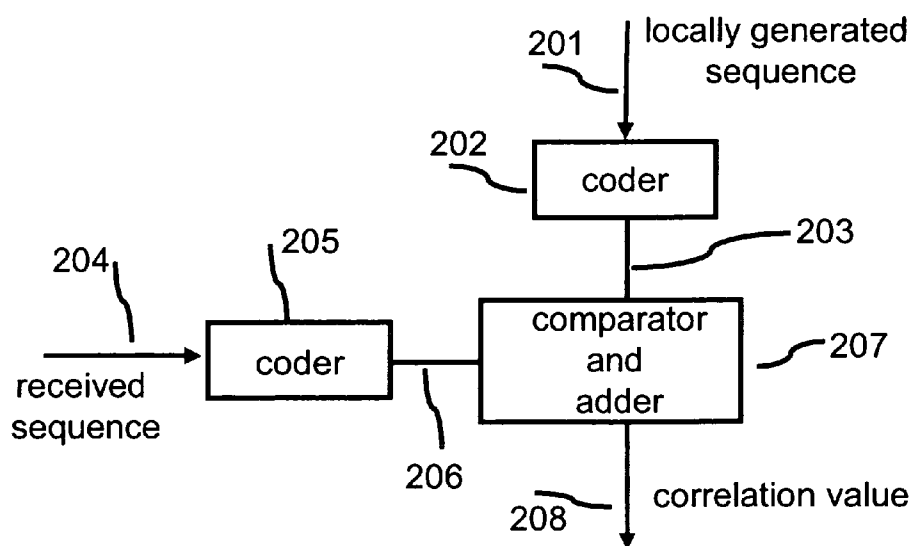 201
locally generated
sequence
202
coder
203
204
205
coder
comparator
and
adder
207
received
sequence
206
208
correlation value